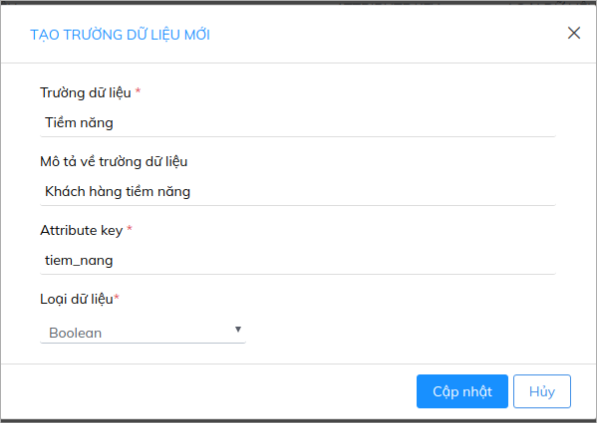 TẠO TRƯỜNG DỮ LIỆU MỚI
Trường dữ liệu *
Tiềm năng
Mô tả về trường dữ liệu
Khách hàng tiềm năng
Attribute key *
tiem_nang
Loại dữ liệu*
Boolean
Cập nhật Hủy